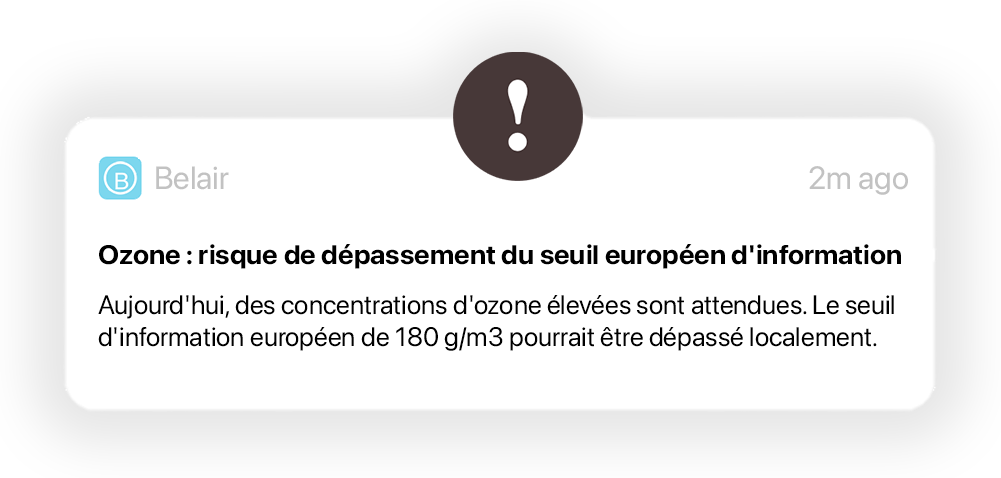 !
B
Belair
2m ago
Ozone : risque de dépassement du seuil européen d'information
Aujourd'hui, des concentrations d'ozone élevées sont attendues. Le seuil
d'information européen de 180 g/m3 pourrait être dépassé localement.